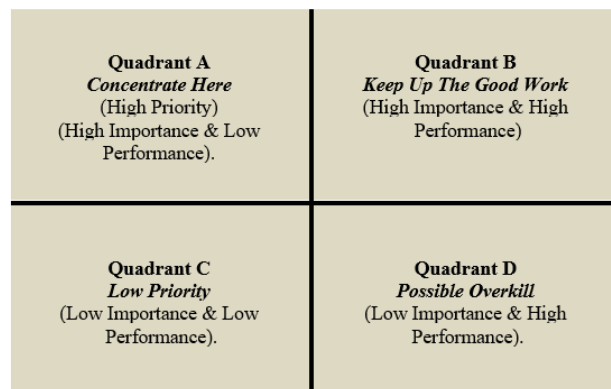 Quadrant A
Concentrate Here
(High Priority)
(High Importance & Low
Performance).
Quadrant B
Keep Up The Good Work
(High Importance & High
Performance)
Quadrant C
Low Priority
(Low Importance & Low
Performance).
Quadrant D
Possible Overkill
(Low Importance & High
Performance).